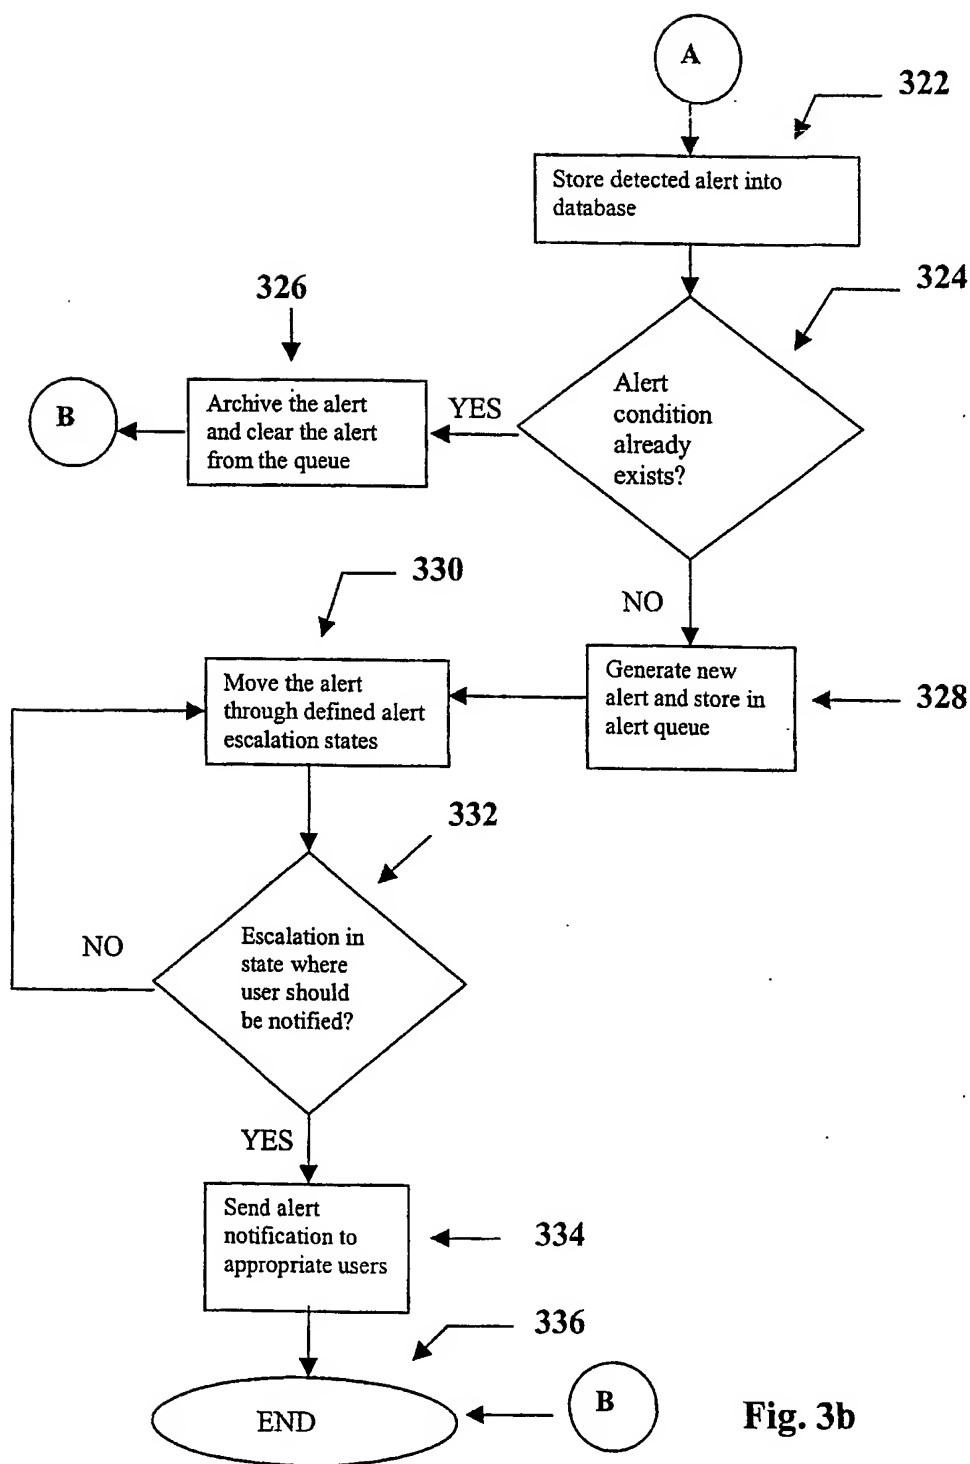 A
322
Store detected alert into
database
324
326
Alert
condition
already
exists?
YES
Archive the alert
and clear the alert
from the queue
B
NO
330
Generate new
alert and store in
alert queue
328
Move the alert
through defined alert
escalation states
332
Escalation in
state where
user should
be notified?
NO
YES
Send alert
notification to
appropriate users
334
336
END
B
Fig. 3b